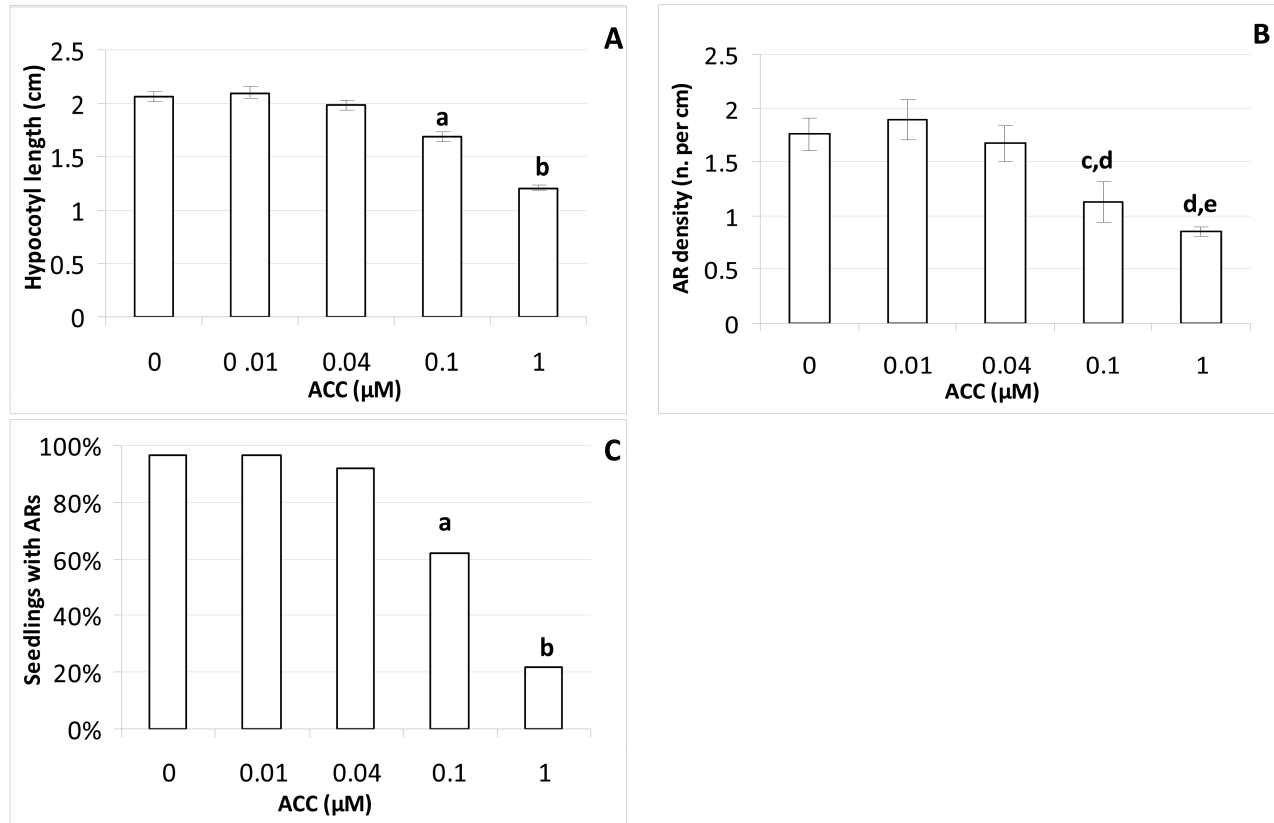 A
Hypocotyl length (cm)
2.5
2
1.5
1
0.5
0
a
b
0 0 .01 0.04 0.1 1
ACC (µM)
B
AR density (n. per cm)
2.5
2
1.5
1
0.5
0
c,d
d,e
0 0.01 0.04 0.1 1
ACC (µM)
C
Seedlings with ARs
100%
80%
60%
40%
20%
0%
a
b
0 0.01 0.04 0.1 1
ACC (µM)